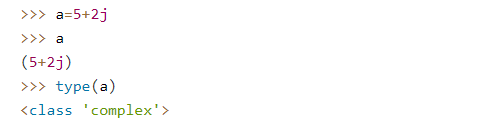 >>> a=5+2j
>>> a
(5+2j)
>>> type(a)
<class 'complex'>